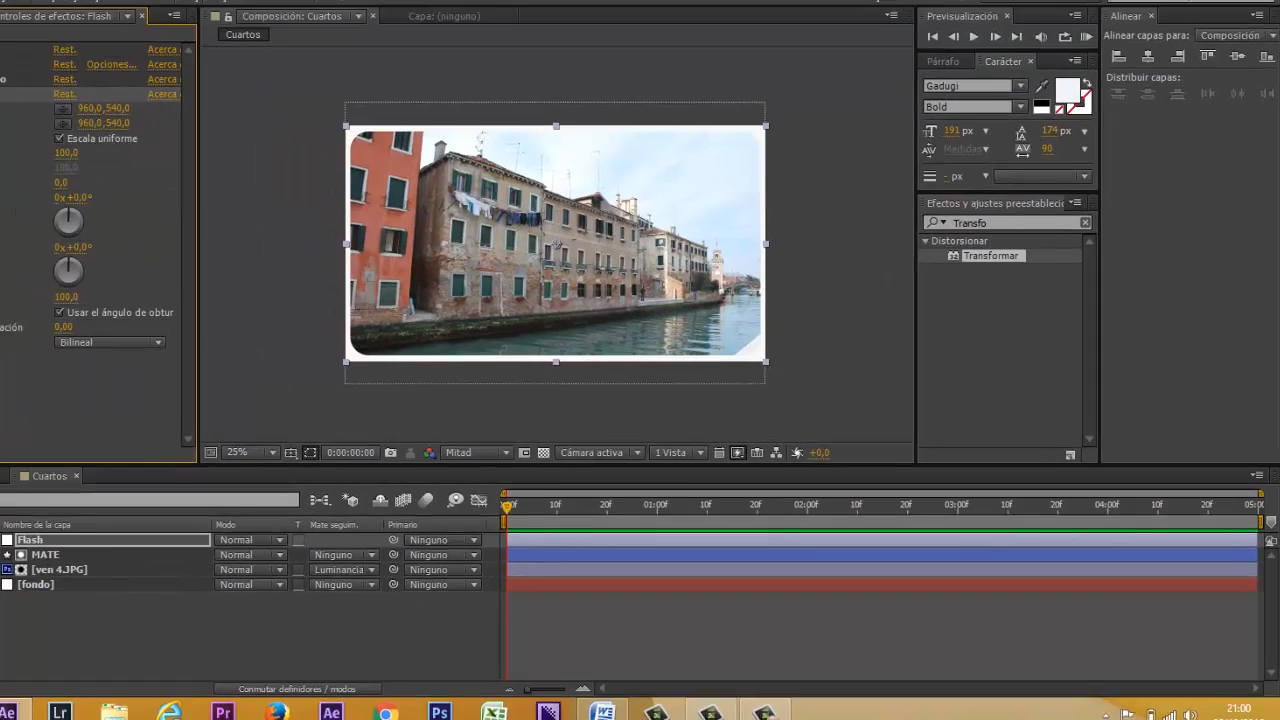 ontroles de efectos: Flash
Composición: Cuartos
Capa: (ninguno)
Previsualización
Alinear
Cuartos
Rest.
Acerca
Rest.
Opciones...
Acerca
o
Rest.
Acerca
Rest.
Acerca
960,0,540,0
960,0,540,0
Escala uniforme
100,0
100,0
0,0
0x+0,0°
0x+0,0°
100,0
Usar el ángulo de obtur
ación
0,00
Bilineal
25%
0:00:00:00
Mitad
Cámara activa
1 Vista
+0,0
Párrafo
Carácter
Gadugi
Bold
191 px
174 px
Medidas
90
- px
Efectos y ajustes preestablecio
Transfo
Distorsionar
Transformar
Alinear capas para:
Composición
Distribuir capas:
Cuartos
Nombre de la capa
Modo
T
Mate seguim.
Primario
10f
20f
01:00f
10f
20f
02:00f
10f
20f
03:00f
10f
20f
04:00f
10f
20f
05:00
Flash
Normal
Ninguno
MATE
Normal
Ninguno
Ninguno
[ven 4.JPG]
Normal
Luminancia
Ninguno
[fondo]
Normal
Ninguno
Ninguno
Conmutar definidores / modos
Ae
Lr
Pr
Ae
Ps
21:00